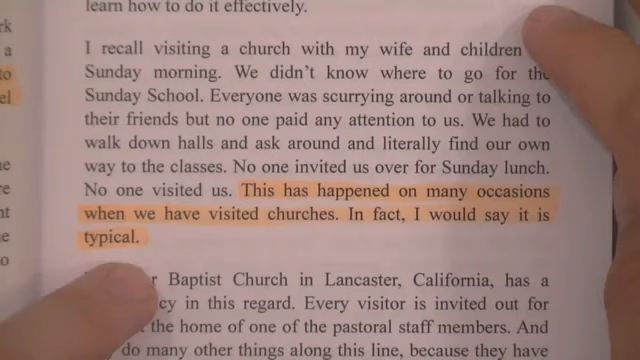 learn how to do it effectively.
I recall visiting a church with my wife and children
Sunday morning. We didn't know where to go for the
Sunday School. Everyone was scurrying around or talking to
their friends but no one paid any attention to us. We had to
walk down halls and ask around and literally find our own
way to the classes. No one invited us over for Sunday lunch.
No one visited us. This has happened on many occasions
when we have visited churches. In fact, I would say it is
typical.
Baptist Church in Lancaster, California, has a
in this regard. Every visitor is invited out for
the home of one of the pastoral staff members. And
do many other things along this line, because they have
a
to